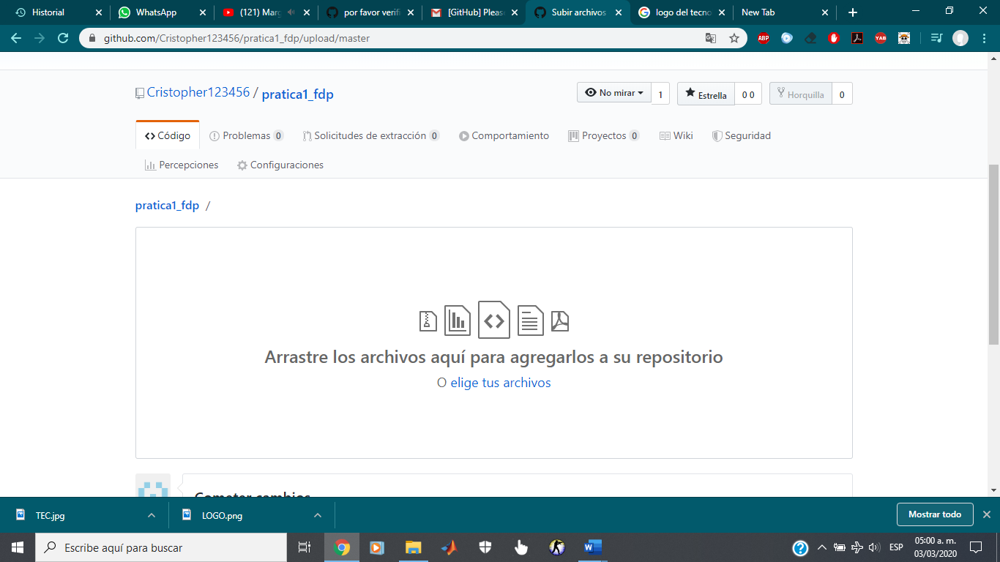 Historial
WhatsApp
(121) Marg
por favor verifi
[GitHub] Pleas
Subir archivos
logo del tecno
New Tab
github.com/Cristopher123456/pratica1_fdp/upload/master
ABP
YAB
Cristopher123456 / pratica1_fdp
No mirar 1
Estrella 0 0
Horquilla 0
Código
Problemas 0
Solicitudes de extracción 0
Comportamiento
Proyectos 0
Wiki
Seguridad
Percepciones
Configuraciones
pratica1_fdp /
Arrastre los archivos aquí para agregarlos a su repositorio
O elige tus archivos
Cometer cambios
TEC.jpg
LOGO.png
Mostrar todo
Escribe aquí para buscar
ESP
05:00 a. m.
03/03/2020